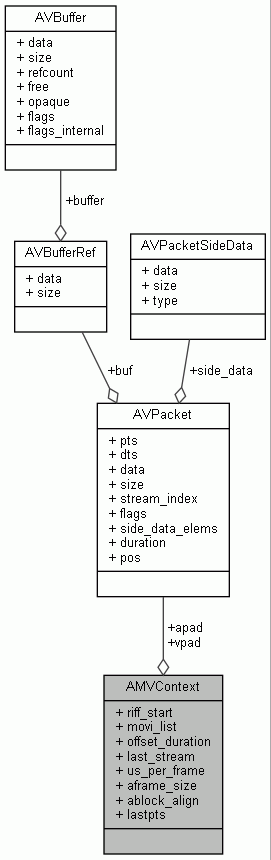 AVBuffer
+ data
+ size
+ refcount
+ free
+ opaque
+ flags
+ flags_internal
+buffer
AVBufferRef
+ data
+ size
AVPacketSideData
+ data
+ size
+ type
+buf
+side_data
AVPacket
+ pts
+ dts
+ data
+ size
+ stream_index
+ flags
+ side_data_elems
+ duration
+ pos
+apad
+vpad
AMVContext
+ riff_start
+ movi_list
+ offset_duration
+ last_stream
+ us_per_frame
+ aframe_size
+ ablock_align
+ lastpts